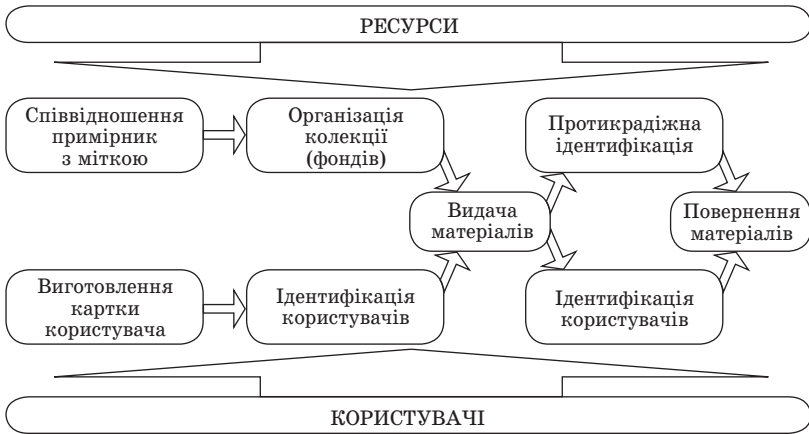 РЕСУРСИ
Співвідношення
примірник
з міткою
Організація
колекції
(фондів)
Протикрадіжна
ідентифікація
Видача
матеріалів
Повернення
матеріалів
Виготовлення
картки
користувача
Ідентифікація
користувачів
Ідентифікація
користувачів
КОРИСТУВАЧІ